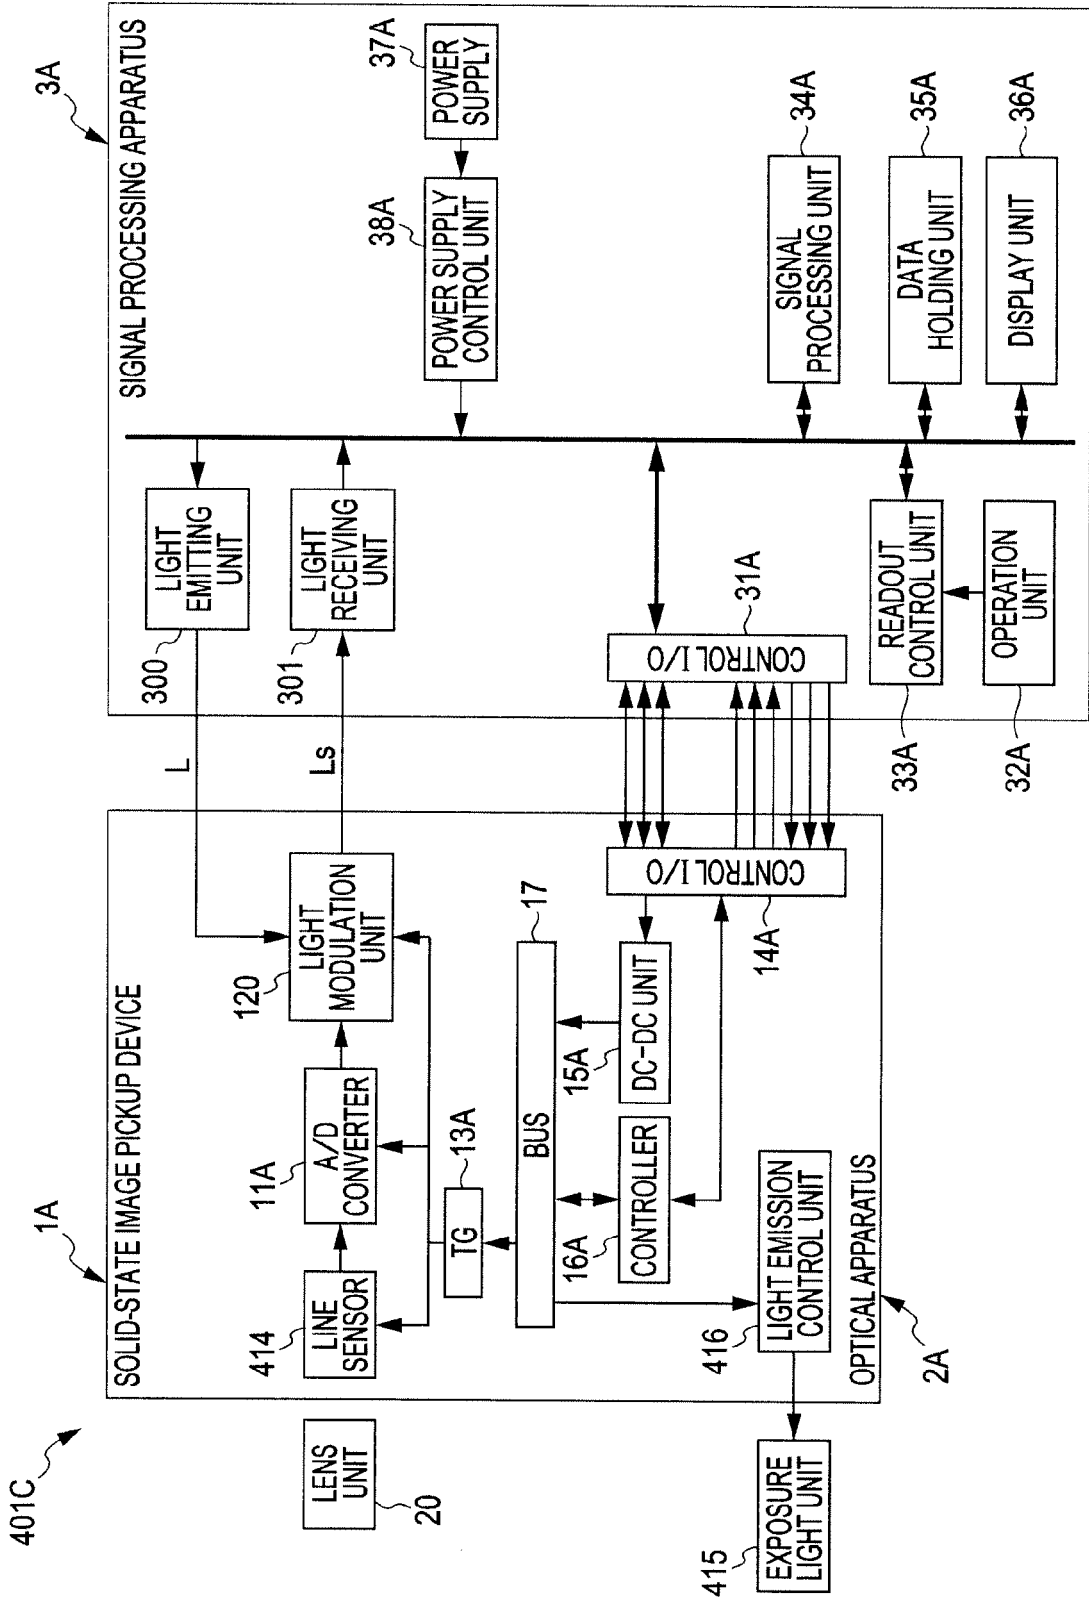 401C
1A
SOLID-STATE IMAGE PICKUP DEVICE
LENS
UNIT
20
414
LINE
SENSOR
11A
A/D
CONVERTER
120
LIGHT
MODULATION
UNIT
TG
13A
BUS
17
16A
CONTROLLER
15A
DC-DC UNIT
CONTROL I/O
14A
416
LIGHT EMISSION
CONTROL UNIT
OPTICAL APPARATUS
2A
415
EXPOSURE
LIGHT UNIT
L
Ls
3A
SIGNAL PROCESSING APPARATUS
300
LIGHT
EMITTING
UNIT
301
LIGHT
RECEIVING
UNIT
38A
POWER SUPPLY
CONTROL UNIT
37A
POWER
SUPPLY
CONTROL I/O
31A
33A
READOUT
CONTROL UNIT
32A
OPERATION
UNIT
SIGNAL
PROCESSING UNIT
34A
DATA
HOLDING UNIT
35A
DISPLAY UNIT
36A